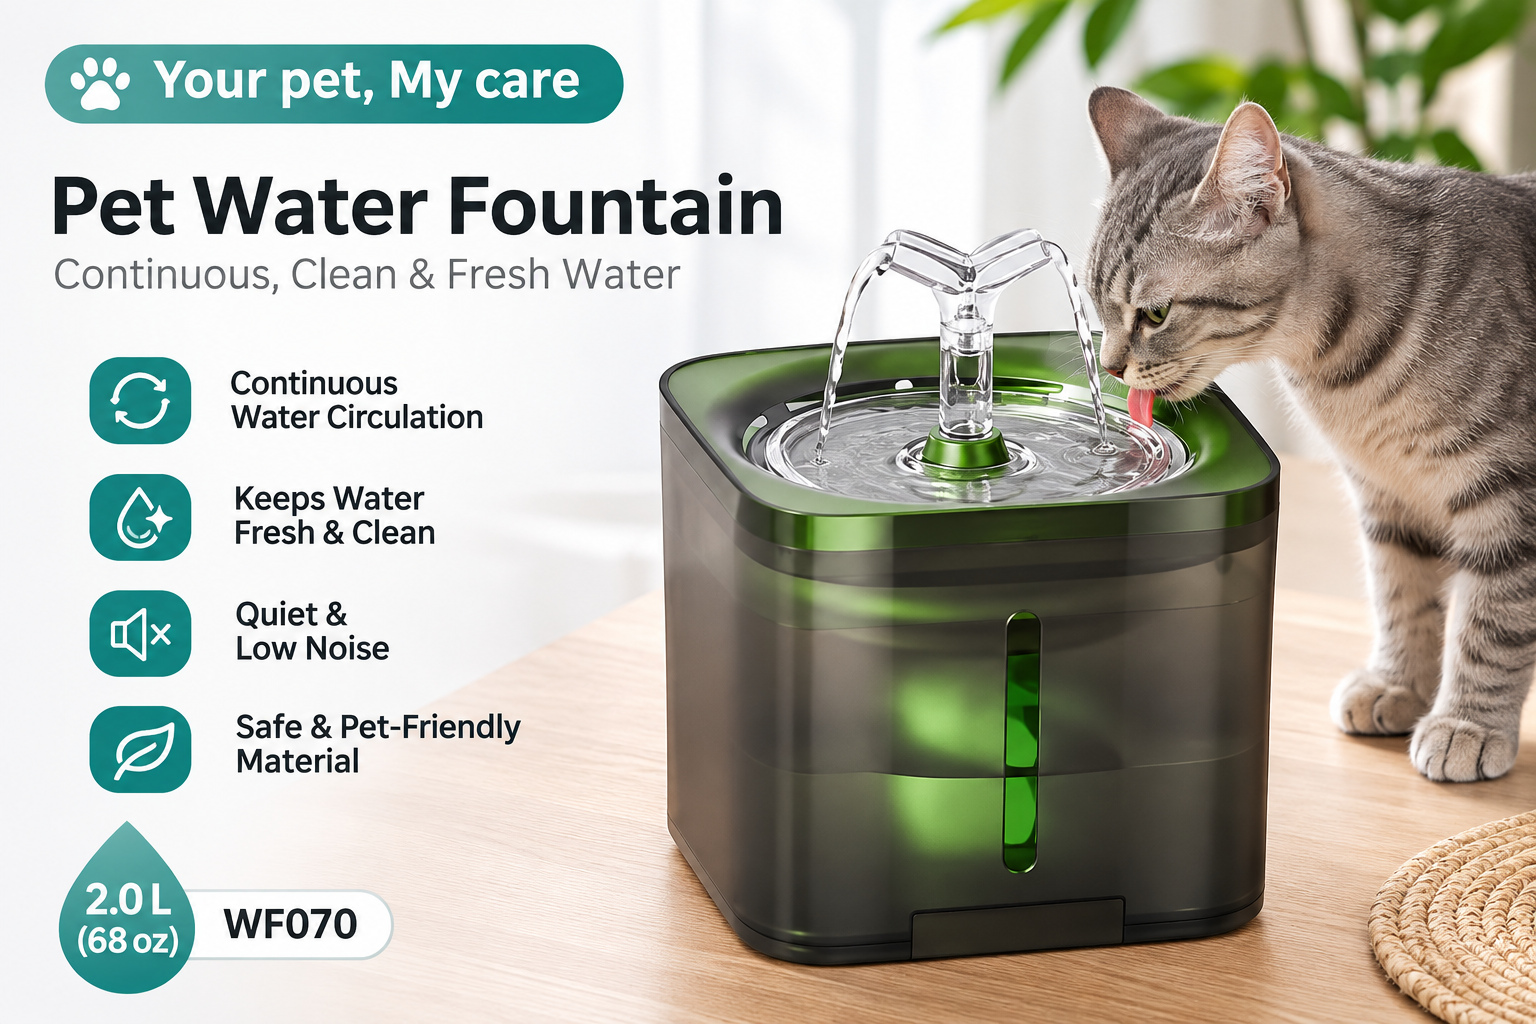 Your pet, My care
Pet Water Fountain
Continuous, Clean & Fresh Water
Continuous
Water Circulation
Keeps Water
Fresh & Clean
Quiet &
Low Noise
Safe & Pet-Friendly
Material
2.0 L
(68 oz)
WF070